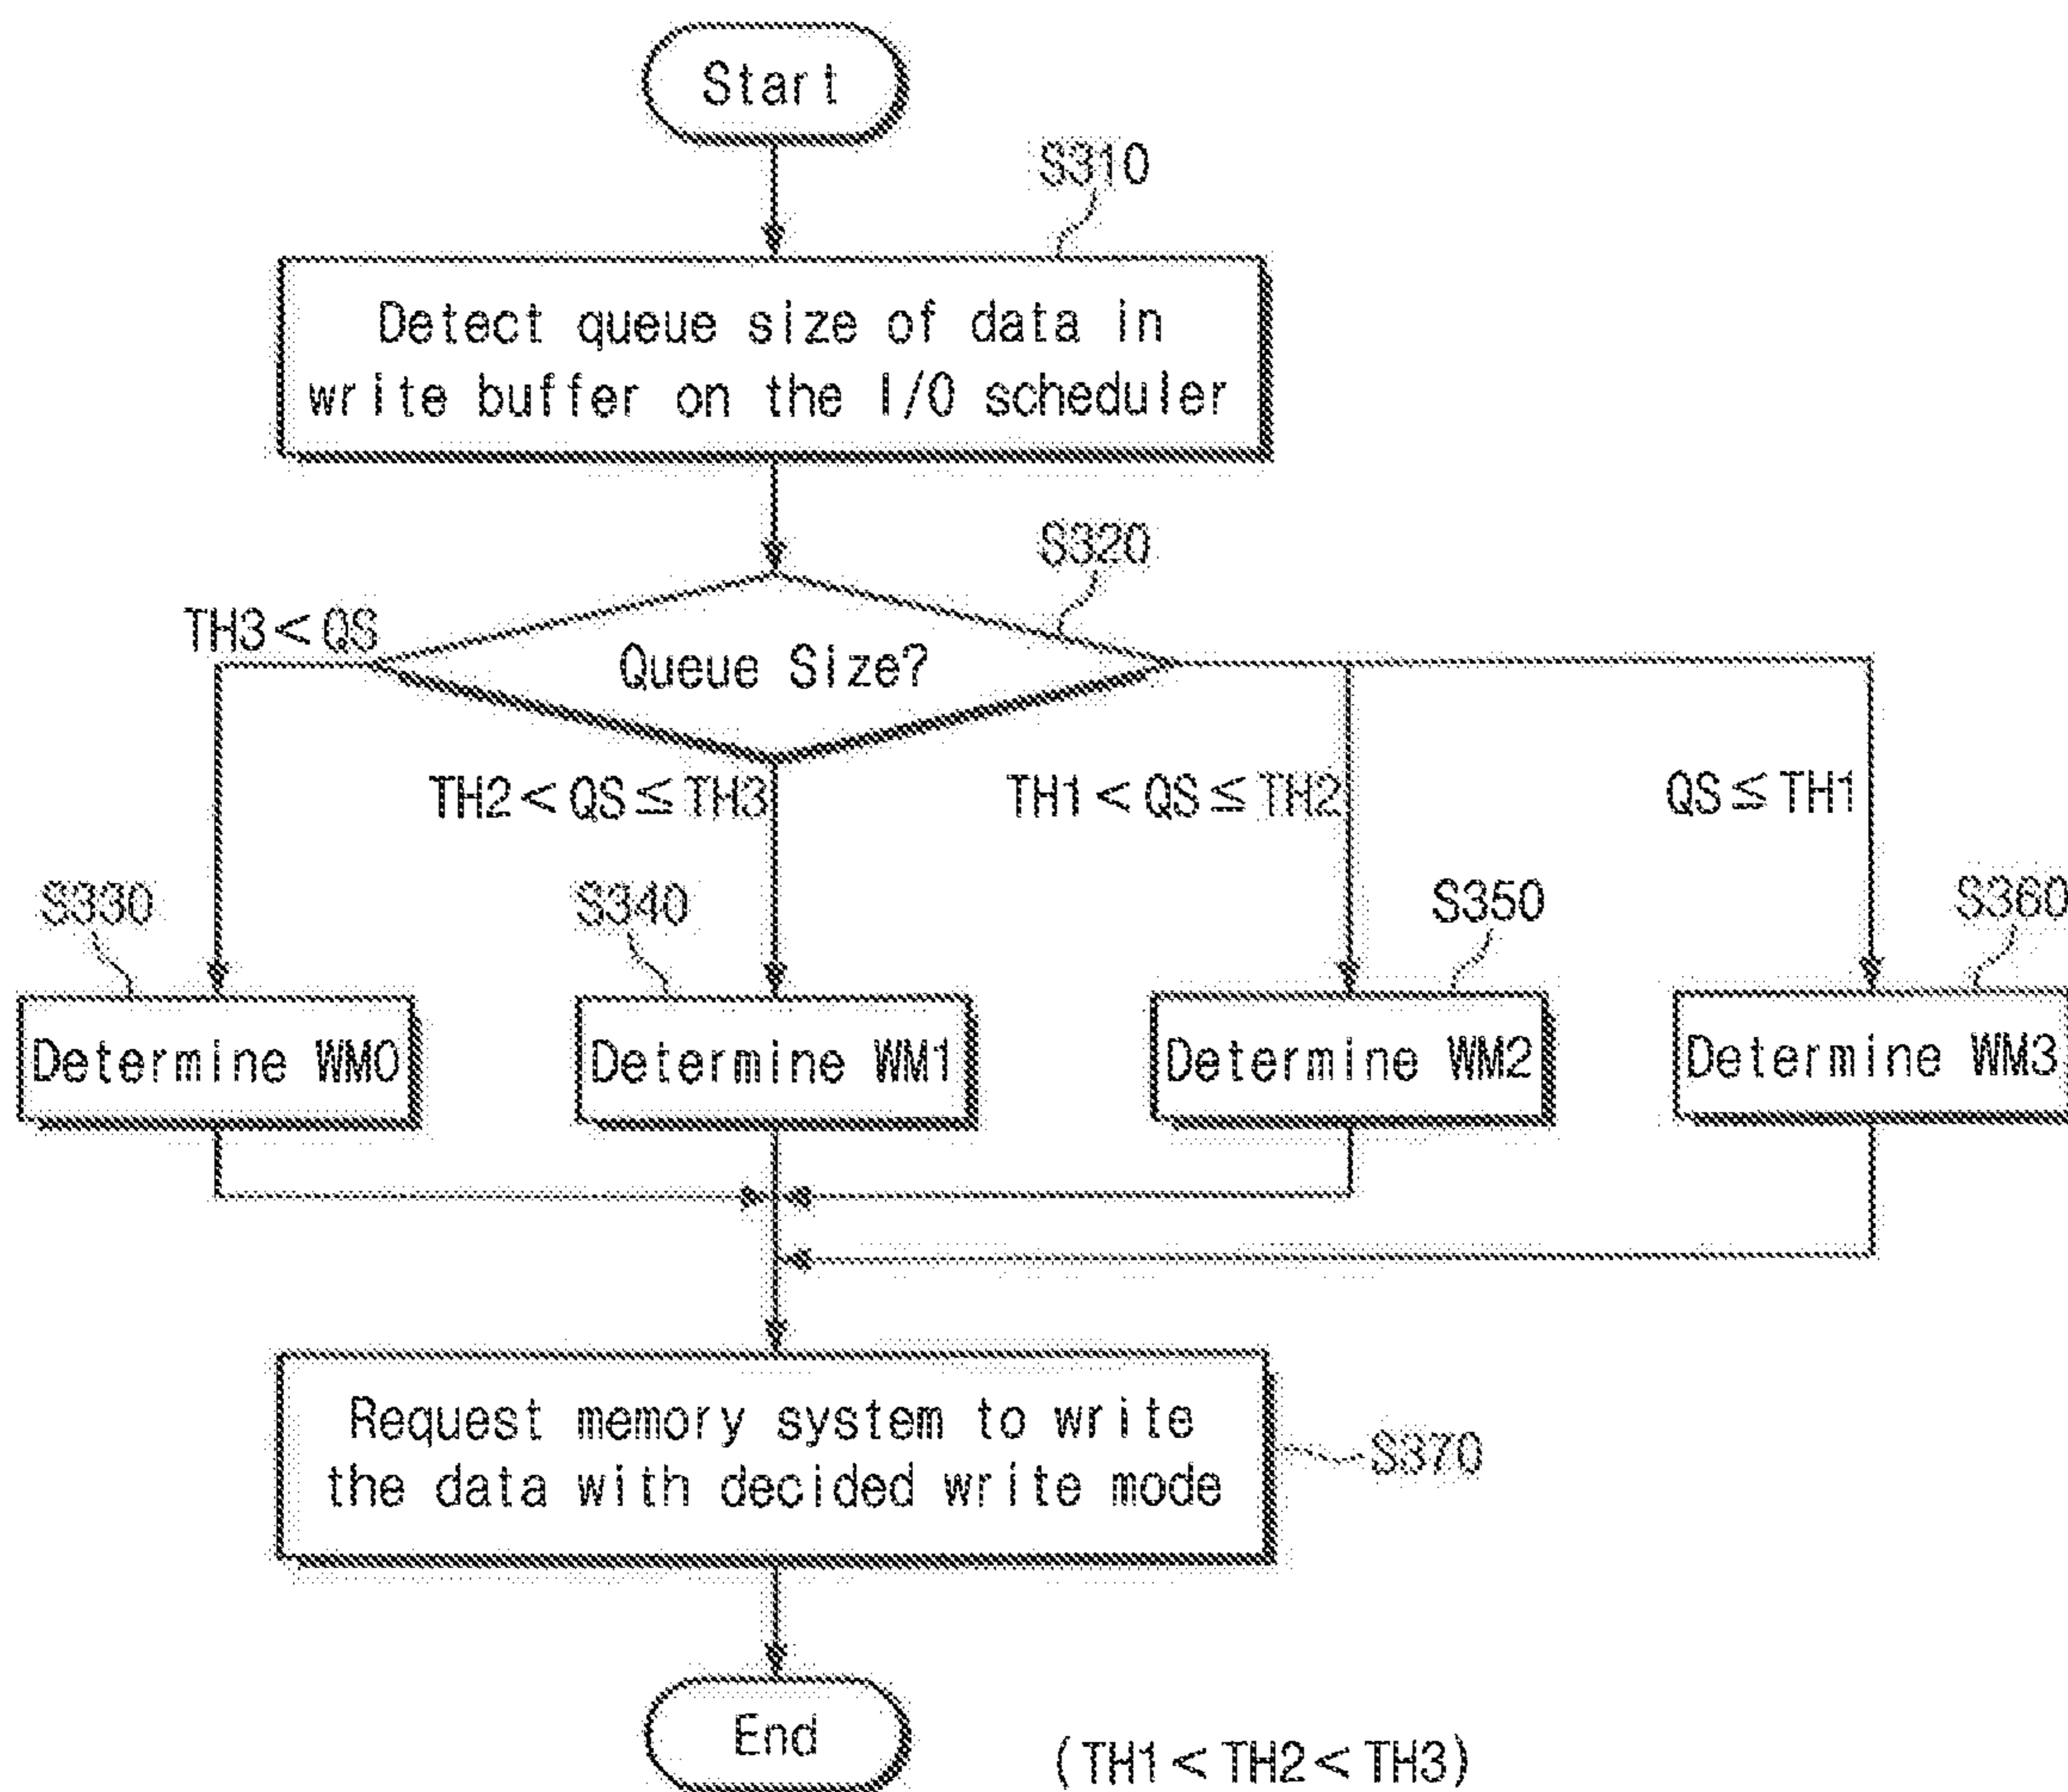 Start
S310
Detect queue size of data in
write buffer on the I/O scheduler
S320
TH3<QS
Queue Size?
TH2<QS≤TH3
TH1<QS≤TH2
QS≤TH1
S330
S340
S350
S360
Determine WM0
Determine WM1
Determine WM2
Determine WM3
Request memory system to write
the data with decided write mode
S370
End
(TH1<TH2<TH3)